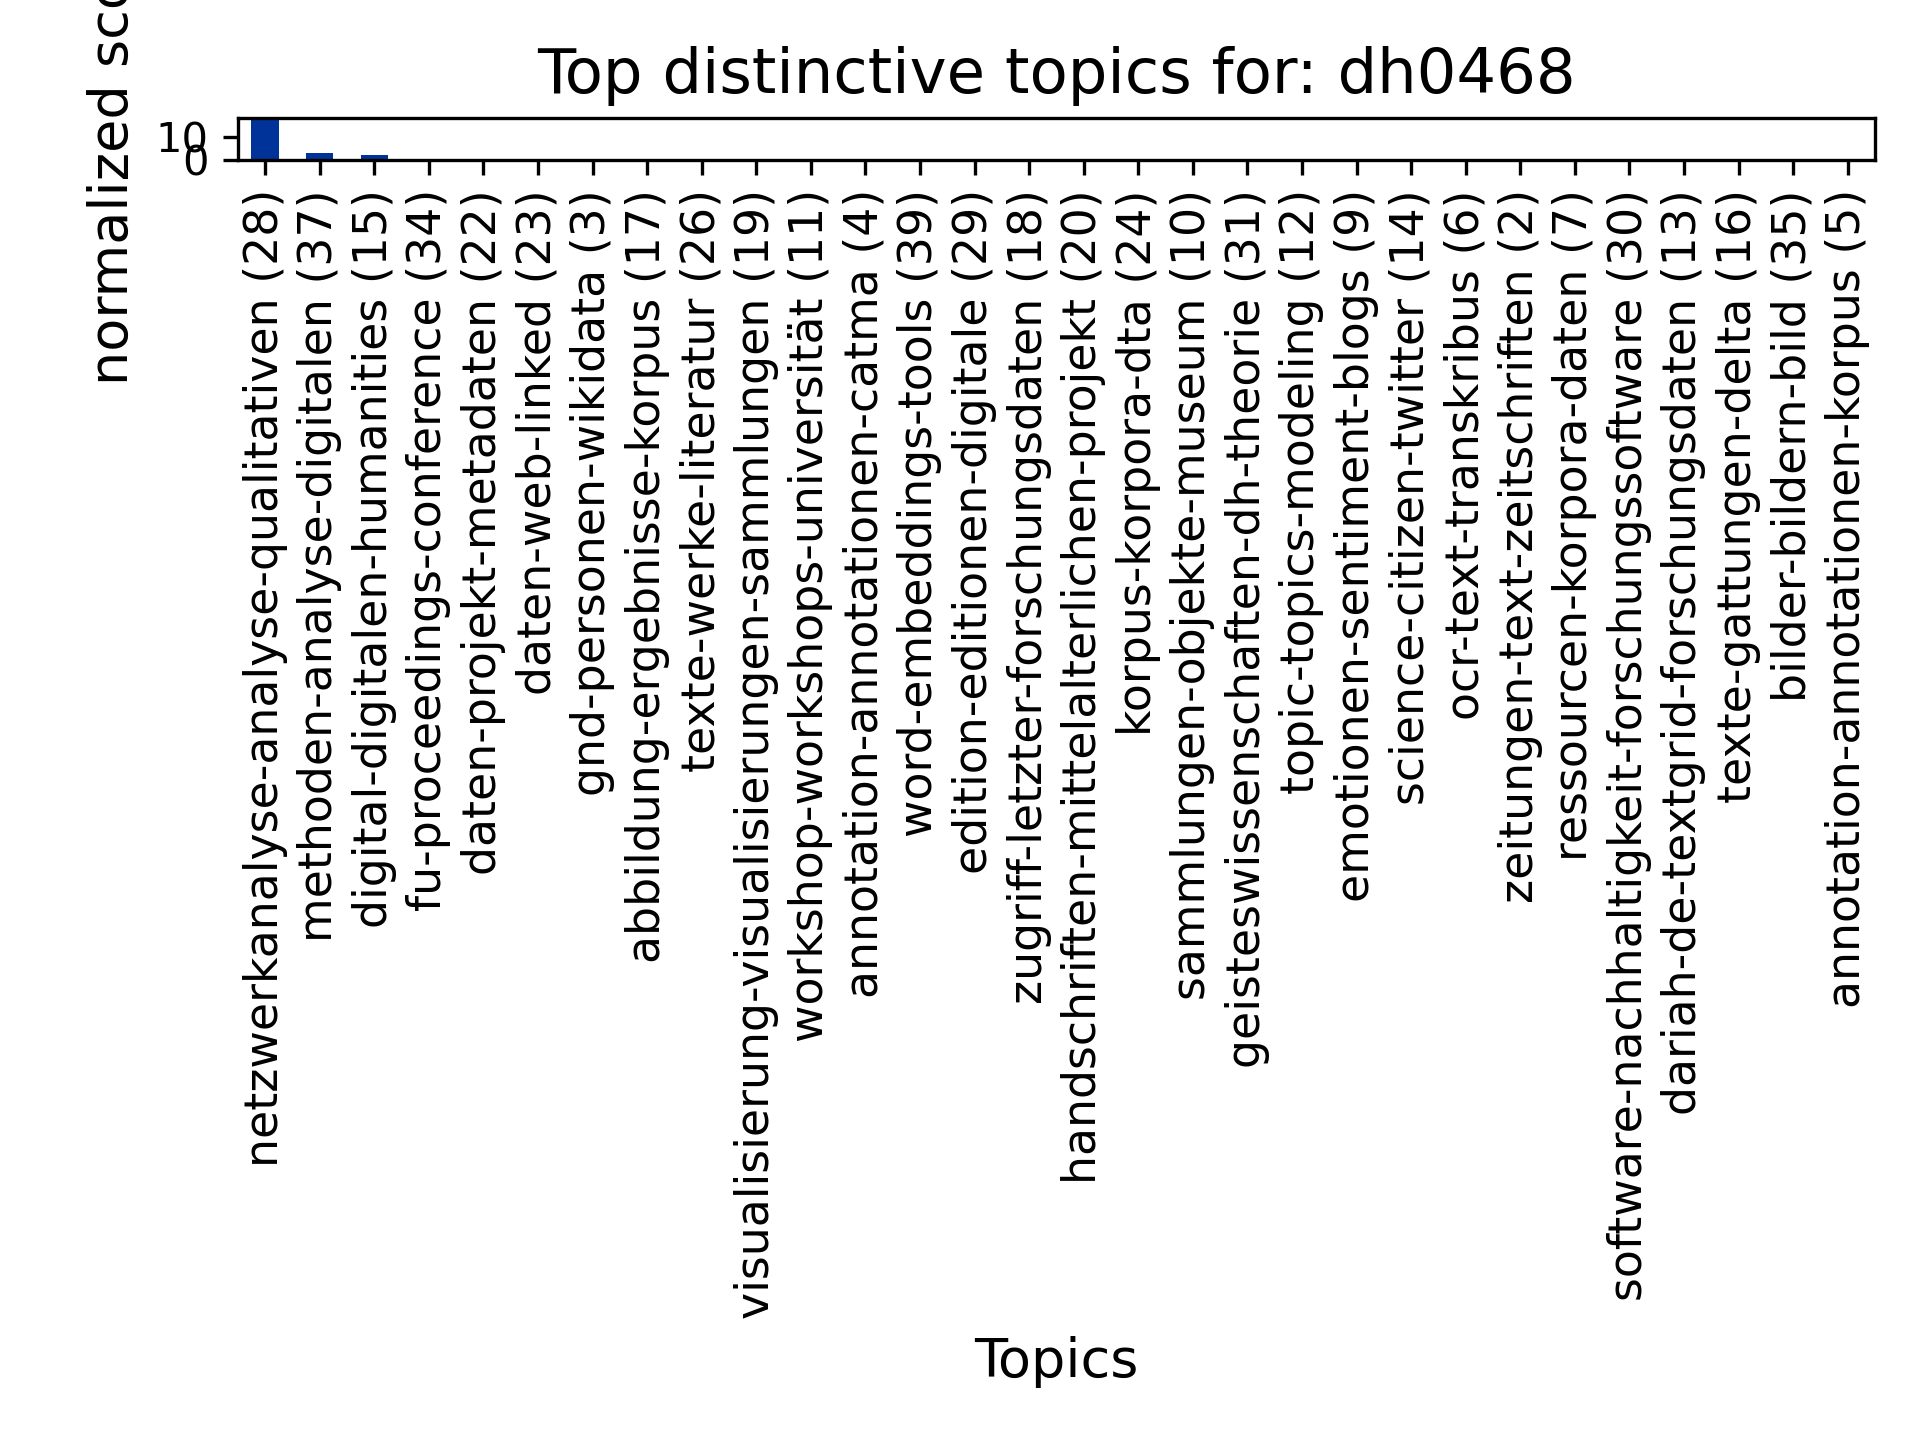 Top distinctive topics for: dh0468
normalized
10
0
netzwerkanalyse-analyse-qualitativen (28)
methoden-analyse-digitalen (37)
digital-digitalen-humanities (15)
fu-proceedings-conference (34)
daten-projekt-metadaten (22)
daten-web-linked (23)
gnd-personen-wikidata (3)
abbildung-ergebnisse-korpus (17)
texte-werke-literatur (26)
visualisierung-visualisierungen-sammlungen (19)
workshop-workshops-universität (11)
annotation-annotationen-catma (4)
word-embeddings-tools (39)
edition-editionen-digitale (29)
zugriff-letzter-forschungsdaten (18)
handschriften-mittelalterlichen-projekt (20)
korpus-korpora-dta (24)
sammlungen-objekte-museum (10)
geisteswissenschaften-dh-theorie (31)
topic-topics-modeling (12)
emotionen-sentiment-blogs (9)
science-citizen-twitter (14)
ocr-text-transkribus (6)
zeitungen-text-zeitschriften (2)
ressourcen-korpora-daten (7)
software-nachhaltigkeit-forschungssoftware (30)
dariah-de-textgrid-forschungsdaten (13)
texte-gattungen-delta (16)
bilder-bildern-bild (35)
annotation-annotationen-korpus (5)
Topics